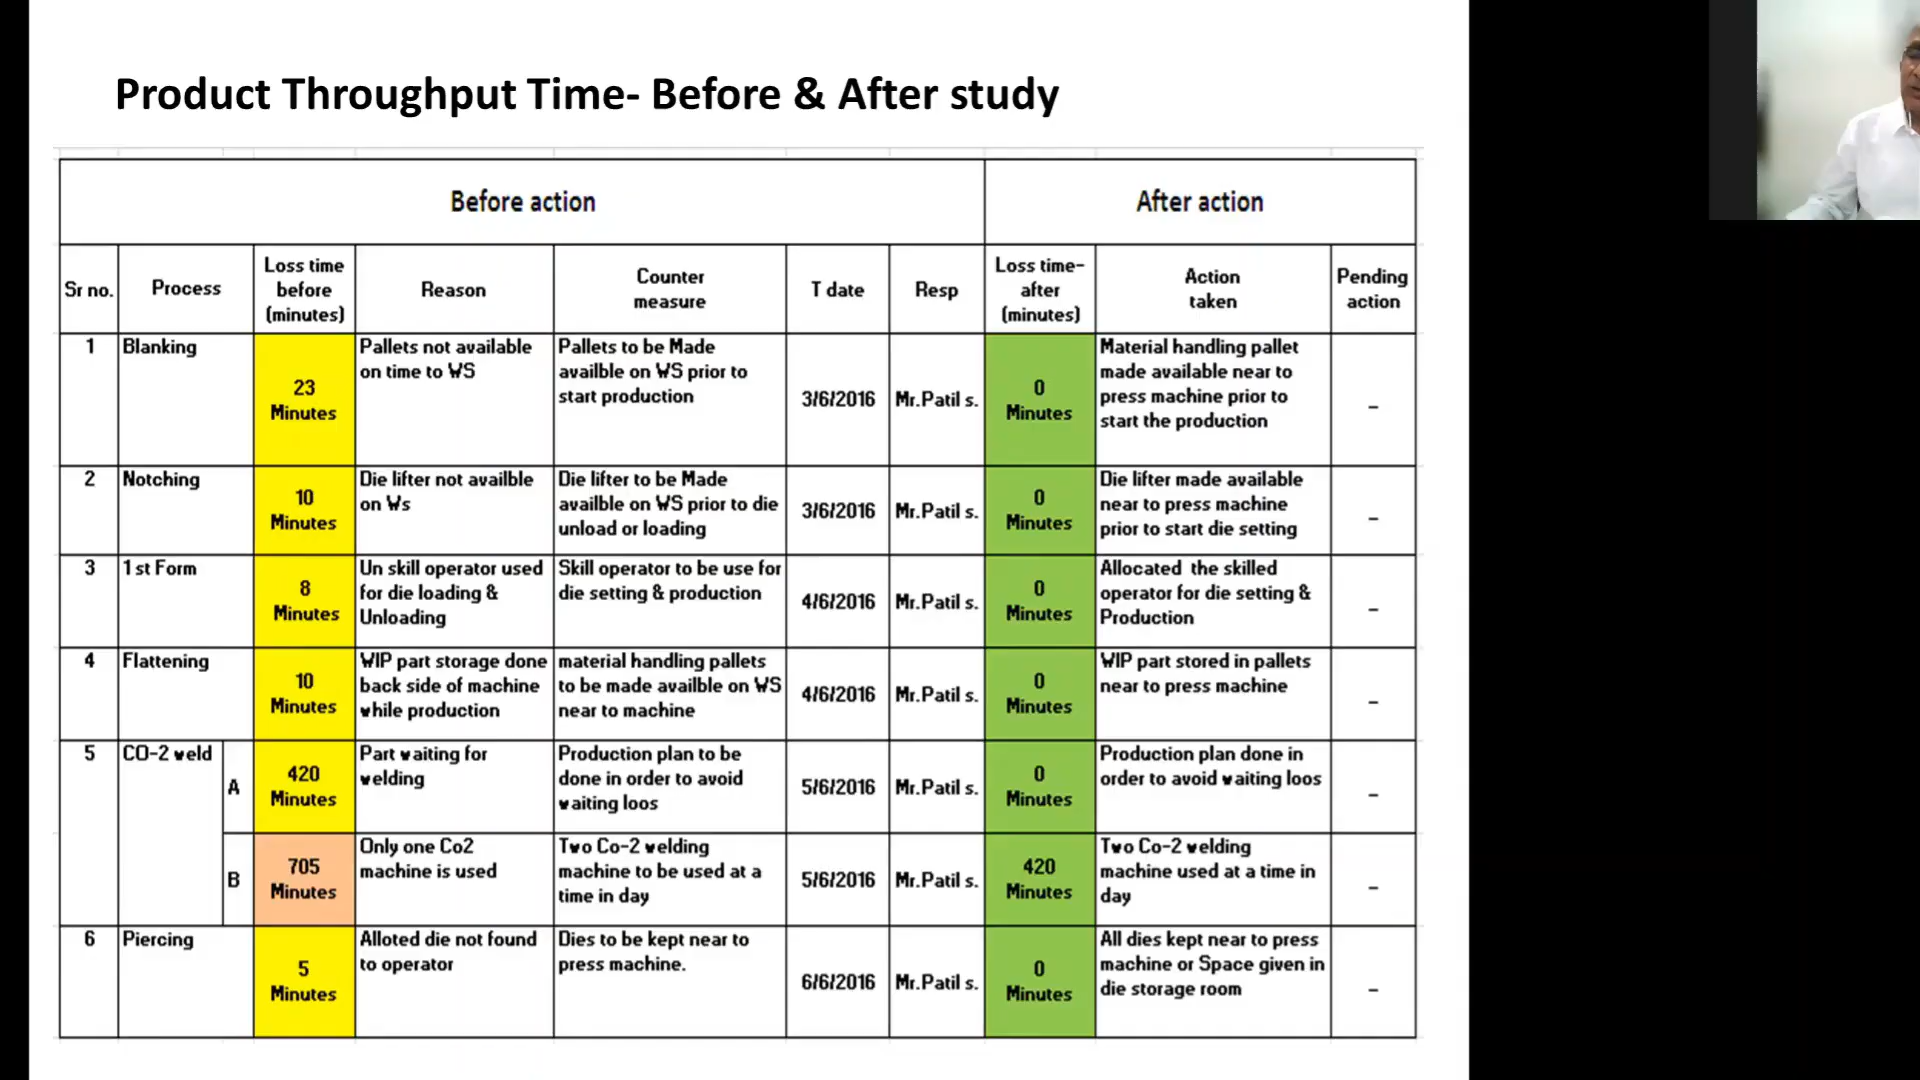 Product Throughput Time- Before & After study
Before action
After action
Sr no.
Process
Loss time
before
(minutes)
Reason
Counter
measure
T date
Resp
Loss time-
after
(minutes)
Action
taken
Pending
action
1
Blanking
23
Minutes
Pallets not available
on time to WS
Pallets to be Made
availble on WS prior to
start production
3/6/2016
Mr.Patil s.
0
Minutes
Material handling pallet
made available near to
press machine prior to
start the production
–
2
Notching
10
Minutes
Die lifter not availble
on Ws
Die lifter to be Made
availble on WS prior to die
unload or loading
3/6/2016
Mr.Patil s.
0
Minutes
Die lifter made available
near to press machine
prior to start die setting
–
3
1st Form
8
Minutes
Un skill operator used
for die loading &
Unloading
Skill operator to be use for
die setting & production
4/6/2016
Mr.Patil s.
0
Minutes
Allocated the skilled
operator for die setting &
Production
–
4
Flattening
10
Minutes
WIP part storage done
back side of machine
while production
material handling pallets
to be made availble on WS
near to machine
4/6/2016
Mr.Patil s.
0
Minutes
WIP part stored in pallets
near to press machine
–
5
CO-2 weld
A
420
Minutes
Part waiting for
welding
Production plan to be
done in order to avoid
waiting loos
5/6/2016
Mr.Patil s.
0
Minutes
Production plan done in
order to avoid waiting loos
–
B
705
Minutes
Only one Co2
machine is used
Two Co-2 welding
machine to be used at a
time in day
5/6/2016
Mr.Patil s.
420
Minutes
Two Co-2 welding
machine used at a time in
day
–
6
Piercing
5
Minutes
Alloted die not found
to operator
Dies to be kept near to
press machine.
6/6/2016
Mr.Patil s.
0
Minutes
All dies kept near to press
machine or Space given in
die storage room
–